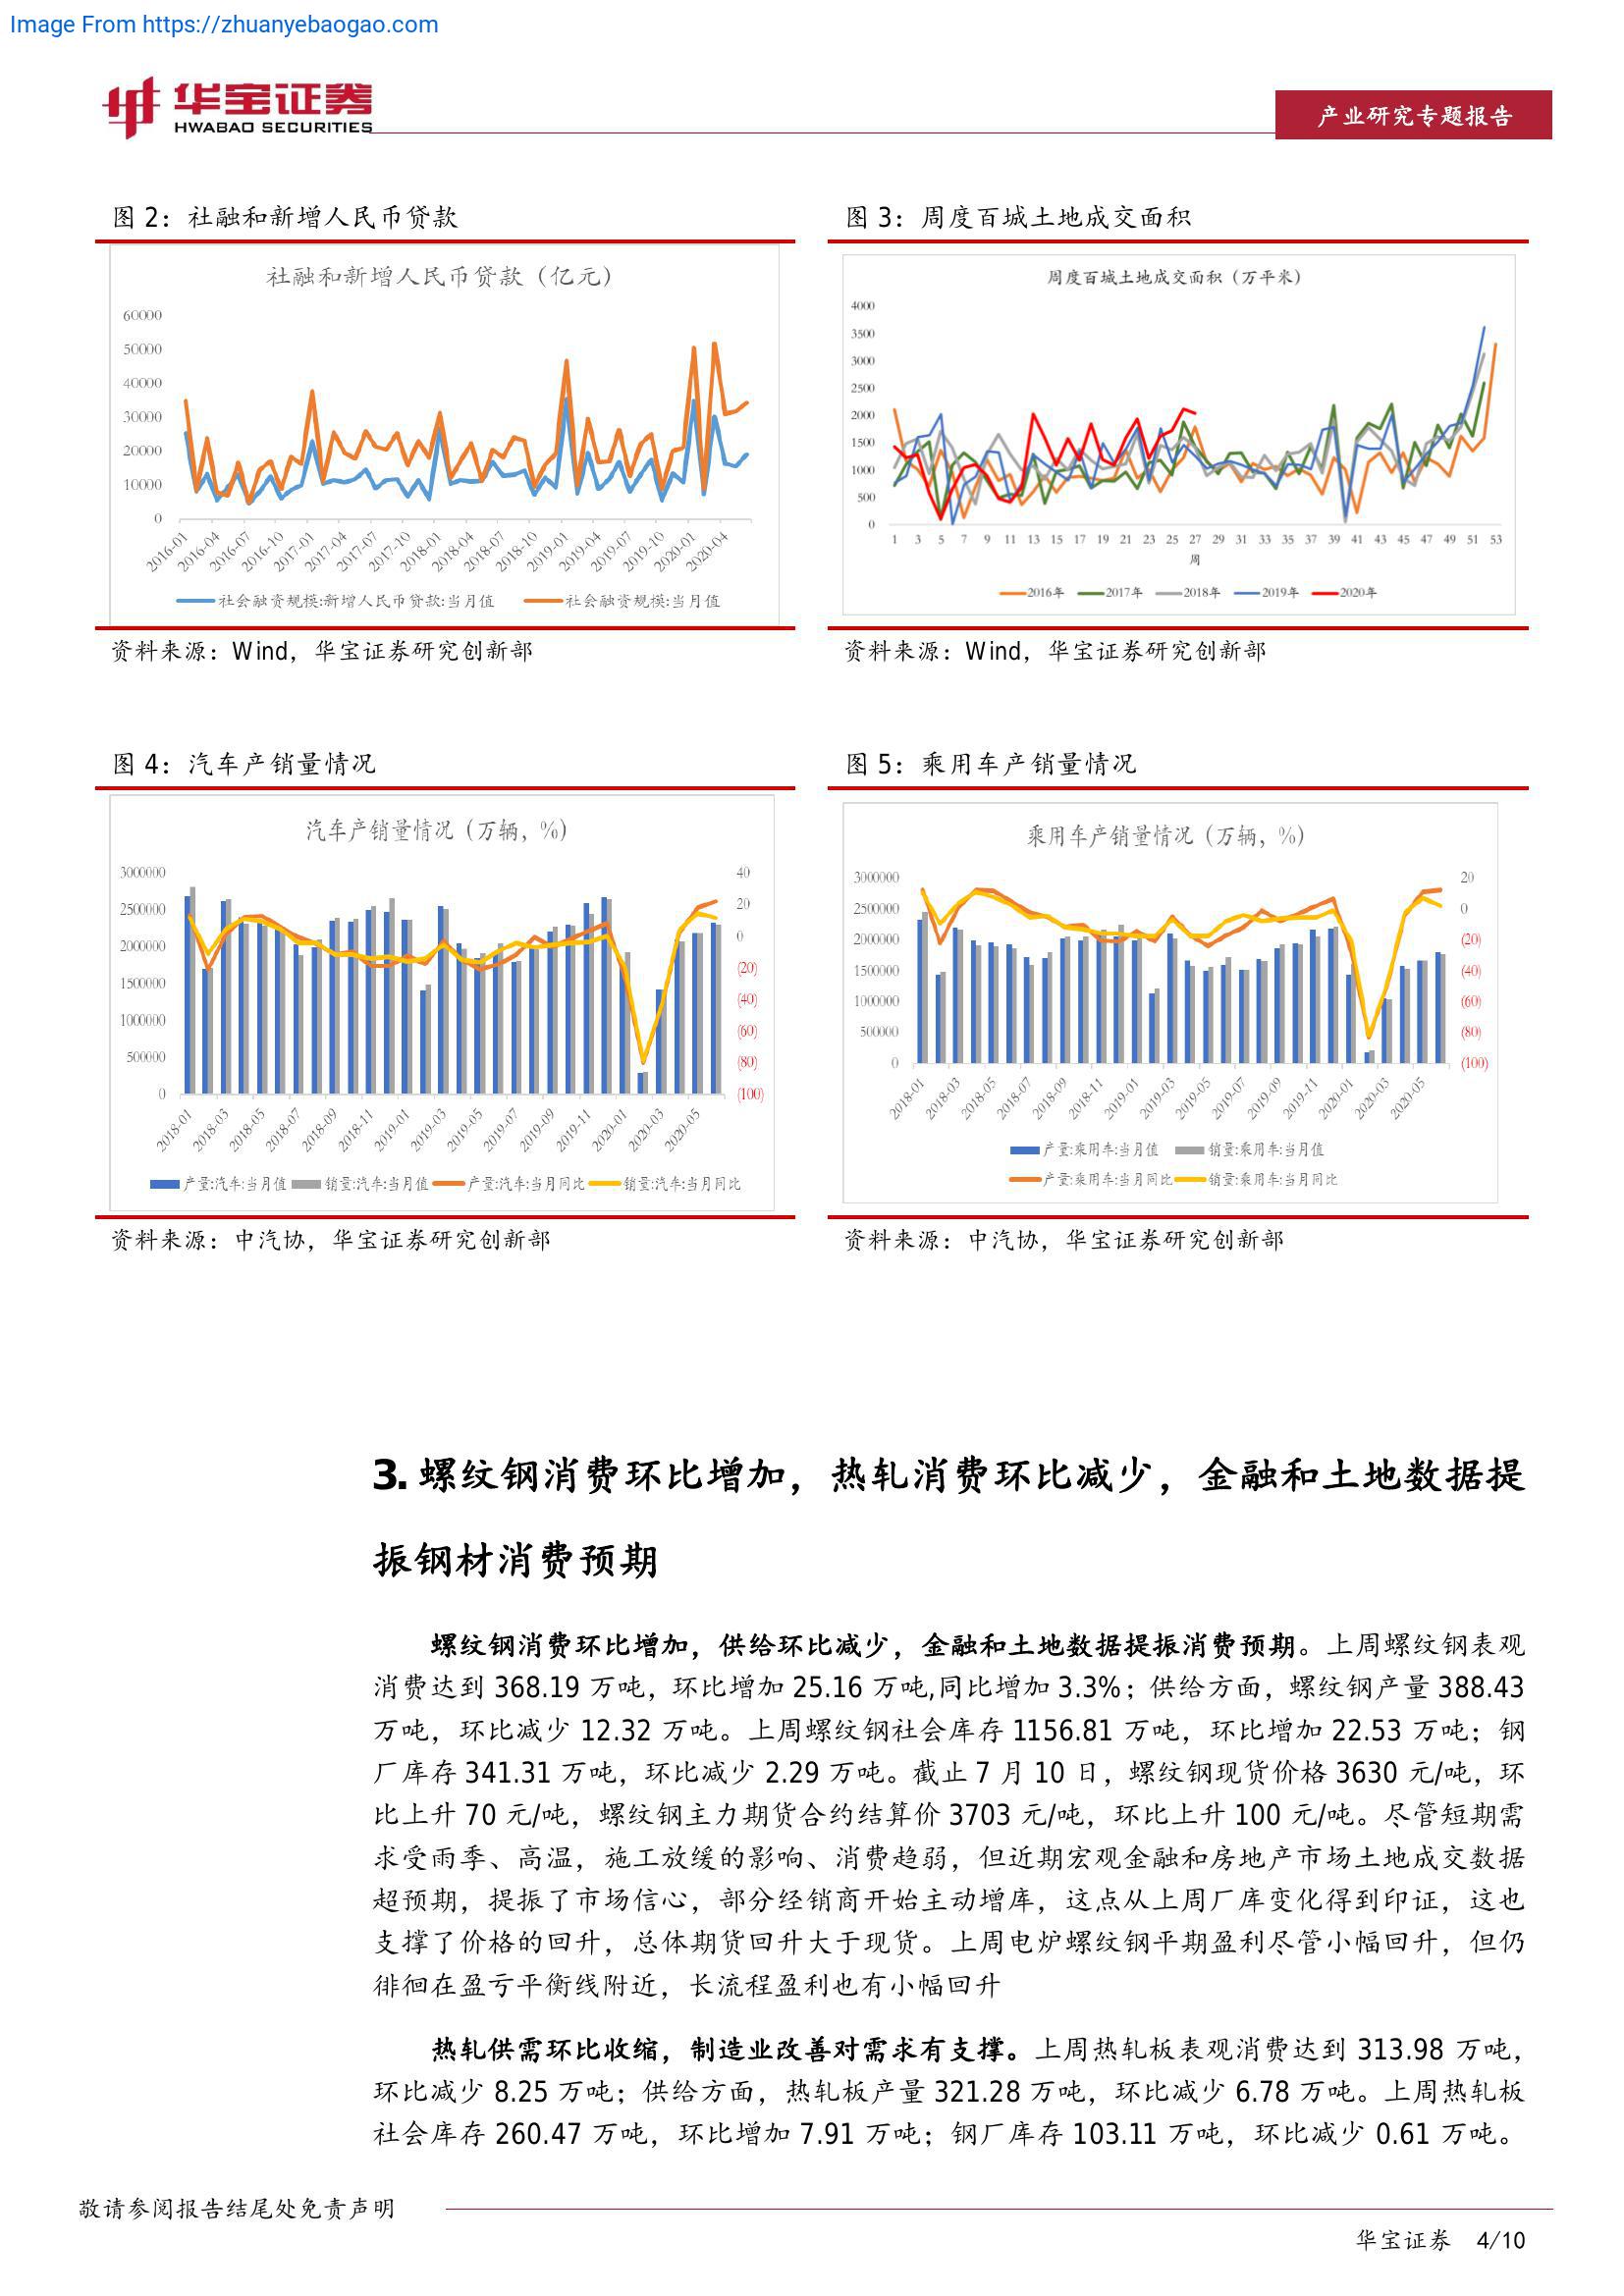 Image From https://zhuanyebaogao.com
华宝证券
HWABAO SECURITIES
产业研究专题报告
图 2：社融和新增人民币贷款
社融和新增人民币贷款（亿元）
60000
50000
40000
30000
20000
10000
0
2016-01 2016-04 2016-07 2016-10 2017-01 2017-04 2017-07 2017-10 2018-01 2018-04 2018-07 2018-10 2019-01 2019-04 2019-07 2019-10 2020-01 2020-04
社会融资规模:新增人民币贷款:当月值 社会融资规模:当月值
资料来源：Wind，华宝证券研究创新部
图 3：周度百城土地成交面积
周度百城土地成交面积（万平米）
4000
3500
3000
2500
2000
1500
1000
500
0
1 3 5 7 9 11 13 15 17 19 21 23 25 27 29 31 33 35 37 39 41 43 45 47 49 51 53
周
2016年 2017年 2018年 2019年 2020年
资料来源：Wind，华宝证券研究创新部
图 4：汽车产销量情况
汽车产销量情况（万辆，%）
3000000
2500000
2000000
1500000
1000000
500000
0
40
20
0
(20)
(40)
(60)
(80)
(100)
2018-01 2018-03 2018-05 2018-07 2018-09 2018-11 2019-01 2019-03 2019-05 2019-07 2019-09 2019-11 2020-01 2020-03 2020-05
产量:汽车:当月值 销量:汽车:当月值 产量:汽车:当月同比 销量:汽车:当月同比
资料来源：中汽协，华宝证券研究创新部
图 5：乘用车产销量情况
乘用车产销量情况（万辆，%）
3000000
2500000
2000000
1500000
1000000
500000
0
20
0
(20)
(40)
(60)
(80)
(100)
2018-01 2018-03 2018-05 2018-07 2018-09 2018-11 2019-01 2019-03 2019-05 2019-07 2019-09 2019-11 2020-01 2020-03 2020-05
产量:乘用车:当月值 销量:乘用车:当月值
产量:乘用车:当月同比 销量:乘用车:当月同比
资料来源：中汽协，华宝证券研究创新部
3. 螺纹钢消费环比增加，热轧消费环比减少，金融和土地数据提
振钢材消费预期
螺纹钢消费环比增加，供给环比减少，金融和土地数据提振消费预期。上周螺纹钢表观
消费达到 368.19 万吨，环比增加 25.16 万吨,同比增加 3.3%；供给方面，螺纹钢产量 388.43
万吨，环比减少 12.32 万吨。上周螺纹钢社会库存 1156.81 万吨，环比增加 22.53 万吨；钢
厂库存 341.31 万吨，环比减少 2.29 万吨。截止 7 月 10 日，螺纹钢现货价格 3630 元/吨，环
比上升 70 元/吨，螺纹钢主力期货合约结算价 3703 元/吨，环比上升 100 元/吨。尽管短期需
求受雨季、高温，施工放缓的影响、消费趋弱，但近期宏观金融和房地产市场土地成交数据
超预期，提振了市场信心，部分经销商开始主动增库，这点从上周厂库变化得到印证，这也
支撑了价格的回升，总体期货回升大于现货。上周电炉螺纹钢平期盈利尽管小幅回升，但仍
徘徊在盈亏平衡线附近，长流程盈利也有小幅回升
热轧供需环比收缩，制造业改善对需求有支撑。上周热轧板表观消费达到 313.98 万吨，
环比减少 8.25 万吨；供给方面，热轧板产量 321.28 万吨，环比减少 6.78 万吨。上周热轧板
社会库存 260.47 万吨，环比增加 7.91 万吨；钢厂库存 103.11 万吨，环比减少 0.61 万吨。
敬请参阅报告结尾处免责声明
华宝证券 4/10